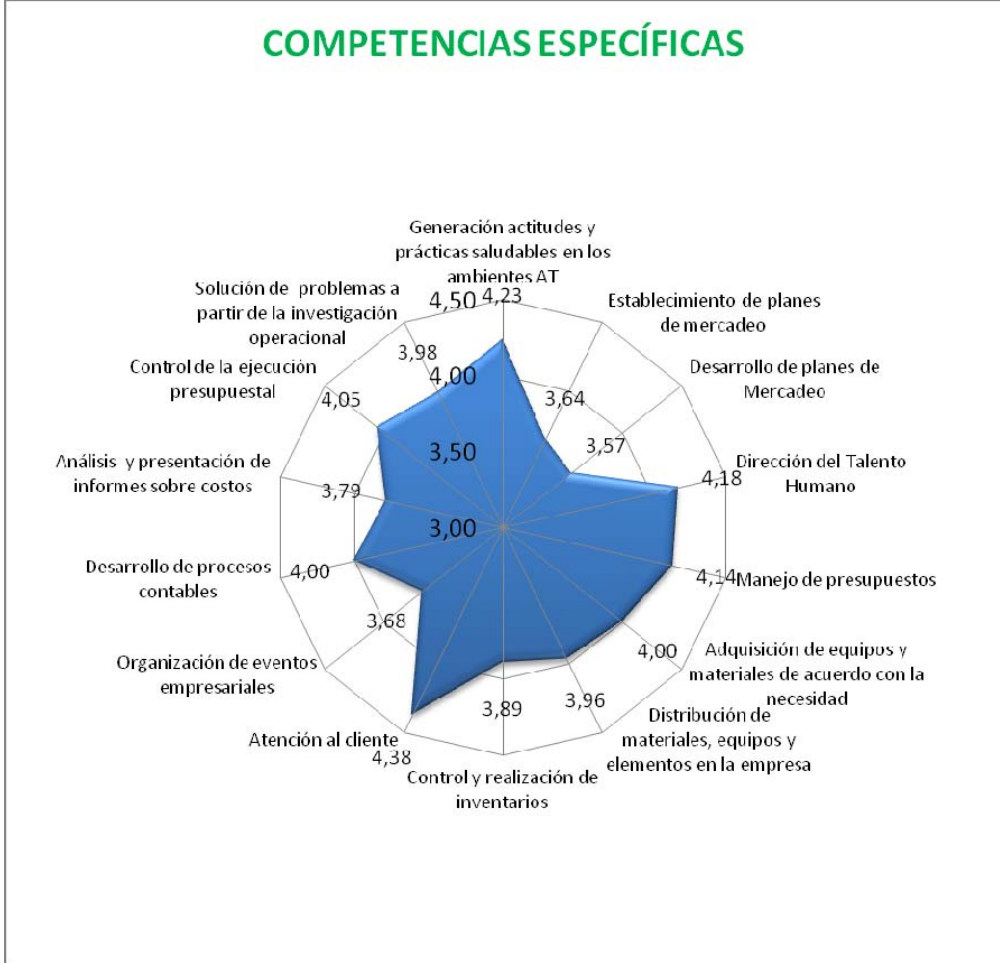 COMPETENCIAS ESPECÍFICAS
Generación actitudes y
prácticas saludables en los
ambientes AT
4,23
Establecimiento de planes
de mercadeo
3,64
Desarrollo de planes de
Mercadeo
3,57
Dirección del Talento
Humano
4,18
Manejo de presupuestos
4,14
Adquisición de equipos y
materiales de acuerdo con la
necesidad
4,00
Distribución de
materiales, equipos y
elementos en la empresa
3,96
Control y realización de
inventarios
3,89
Atención al cliente
4,38
Organización de eventos
empresariales
3,68
Desarrollo de procesos
contables
4,00
Análisis y presentación de
informes sobre costos
3,79
Control de la ejecución
presupuestal
4,05
Solución de problemas a
partir de la investigación
operacional
3,98
4,50
4,00
3,50
3,00